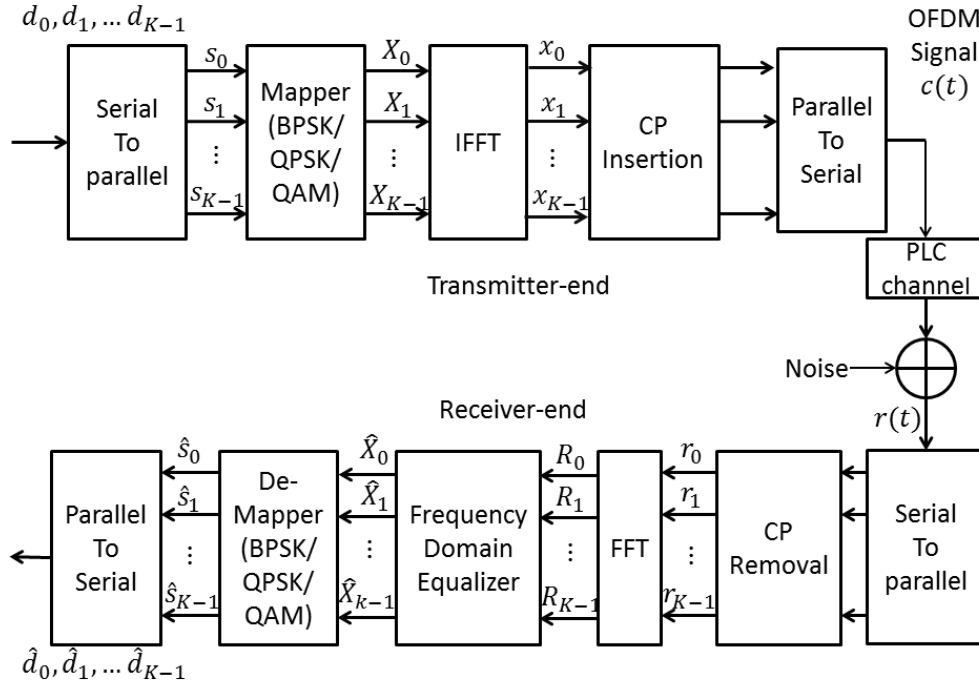 d_0, d_1, … d_{K−1}
Serial
To
parallel
s_0
s_1
⋮
s_{K−1}
Mapper
(BPSK/
QPSK/
QAM)
X_0
X_1
⋮
X_{K−1}
IFFT
x_0
x_1
⋮
x_{K−1}
CP
Insertion
Parallel
To
Serial
OFDM
Signal
c(t)
PLC
channel
Transmitter-end
Noise
r(t)
Receiver-end
Serial
To
parallel
CP
Removal
r_0
r_1
⋮
r_{K−1}
FFT
R_0
R_1
⋮
R_{K−1}
Frequency
Domain
Equalizer
X̂_0
X̂_1
⋮
X̂_{k−1}
De-
Mapper
(BPSK/
QPSK/
QAM)
ŝ_0
ŝ_1
⋮
ŝ_{K−1}
Parallel
To
Serial
d̂_0, d̂_1, … d̂_{K−1}